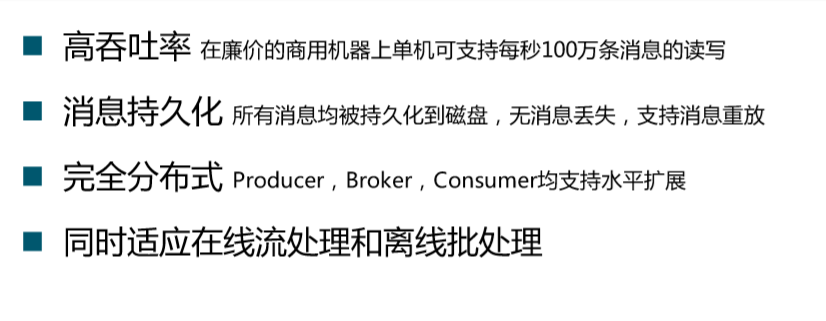 高吞吐率 在廉价的商用机器上单机可支持每秒100万条消息的读写
消息持久化 所有消息均被持久化到磁盘，无消息丢失，支持消息重放
完全分布式 Producer，Broker，Consumer均支持水平扩展
同时适应在线流处理和离线批处理